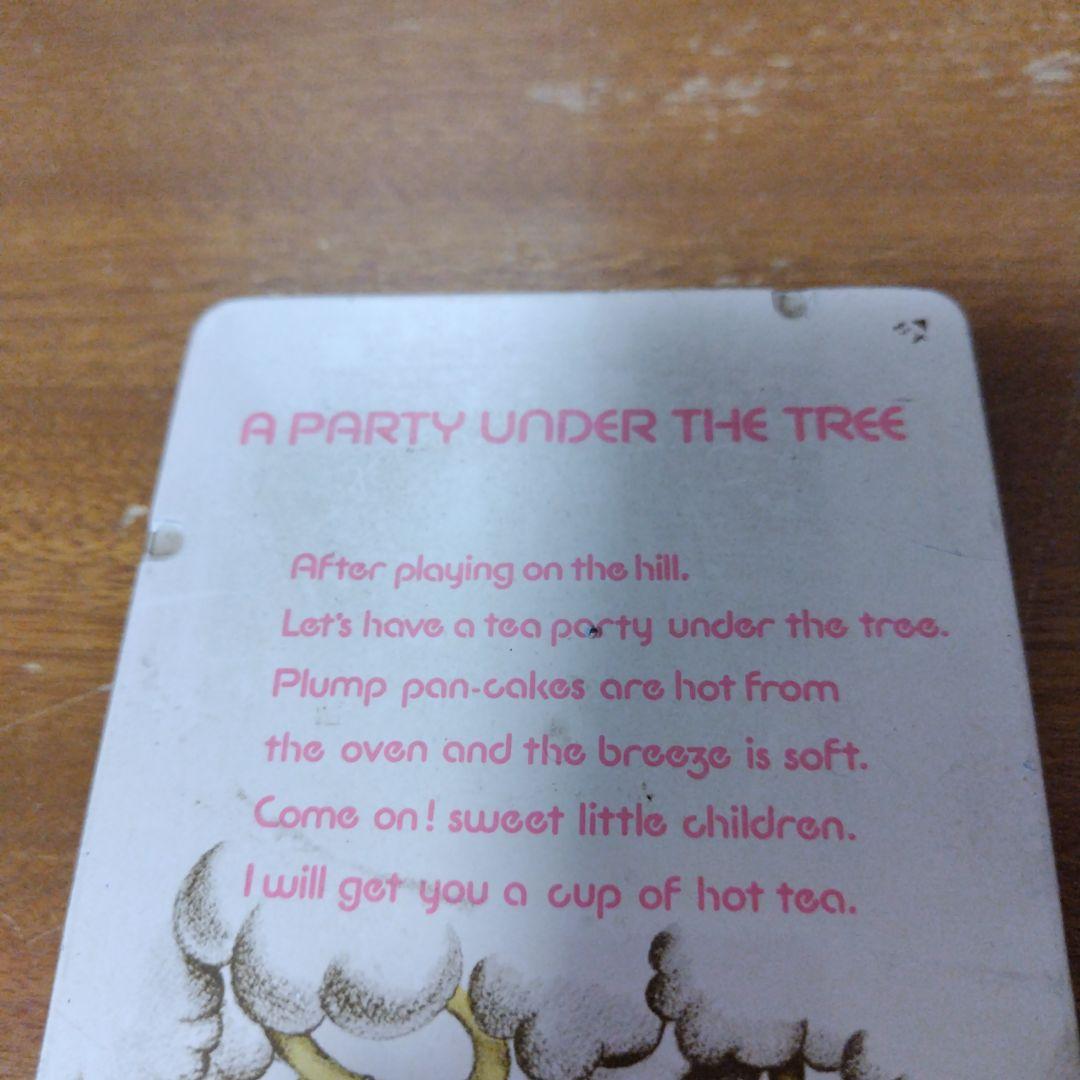 A PARTY UNDER THE TREE
After playing on the hill.
Let's have a tea party under the tree.
Plump pan-cakes are hot from
the oven and the breeze is soft.
Come on! sweet little children.
I will get you a cup of hot tea.